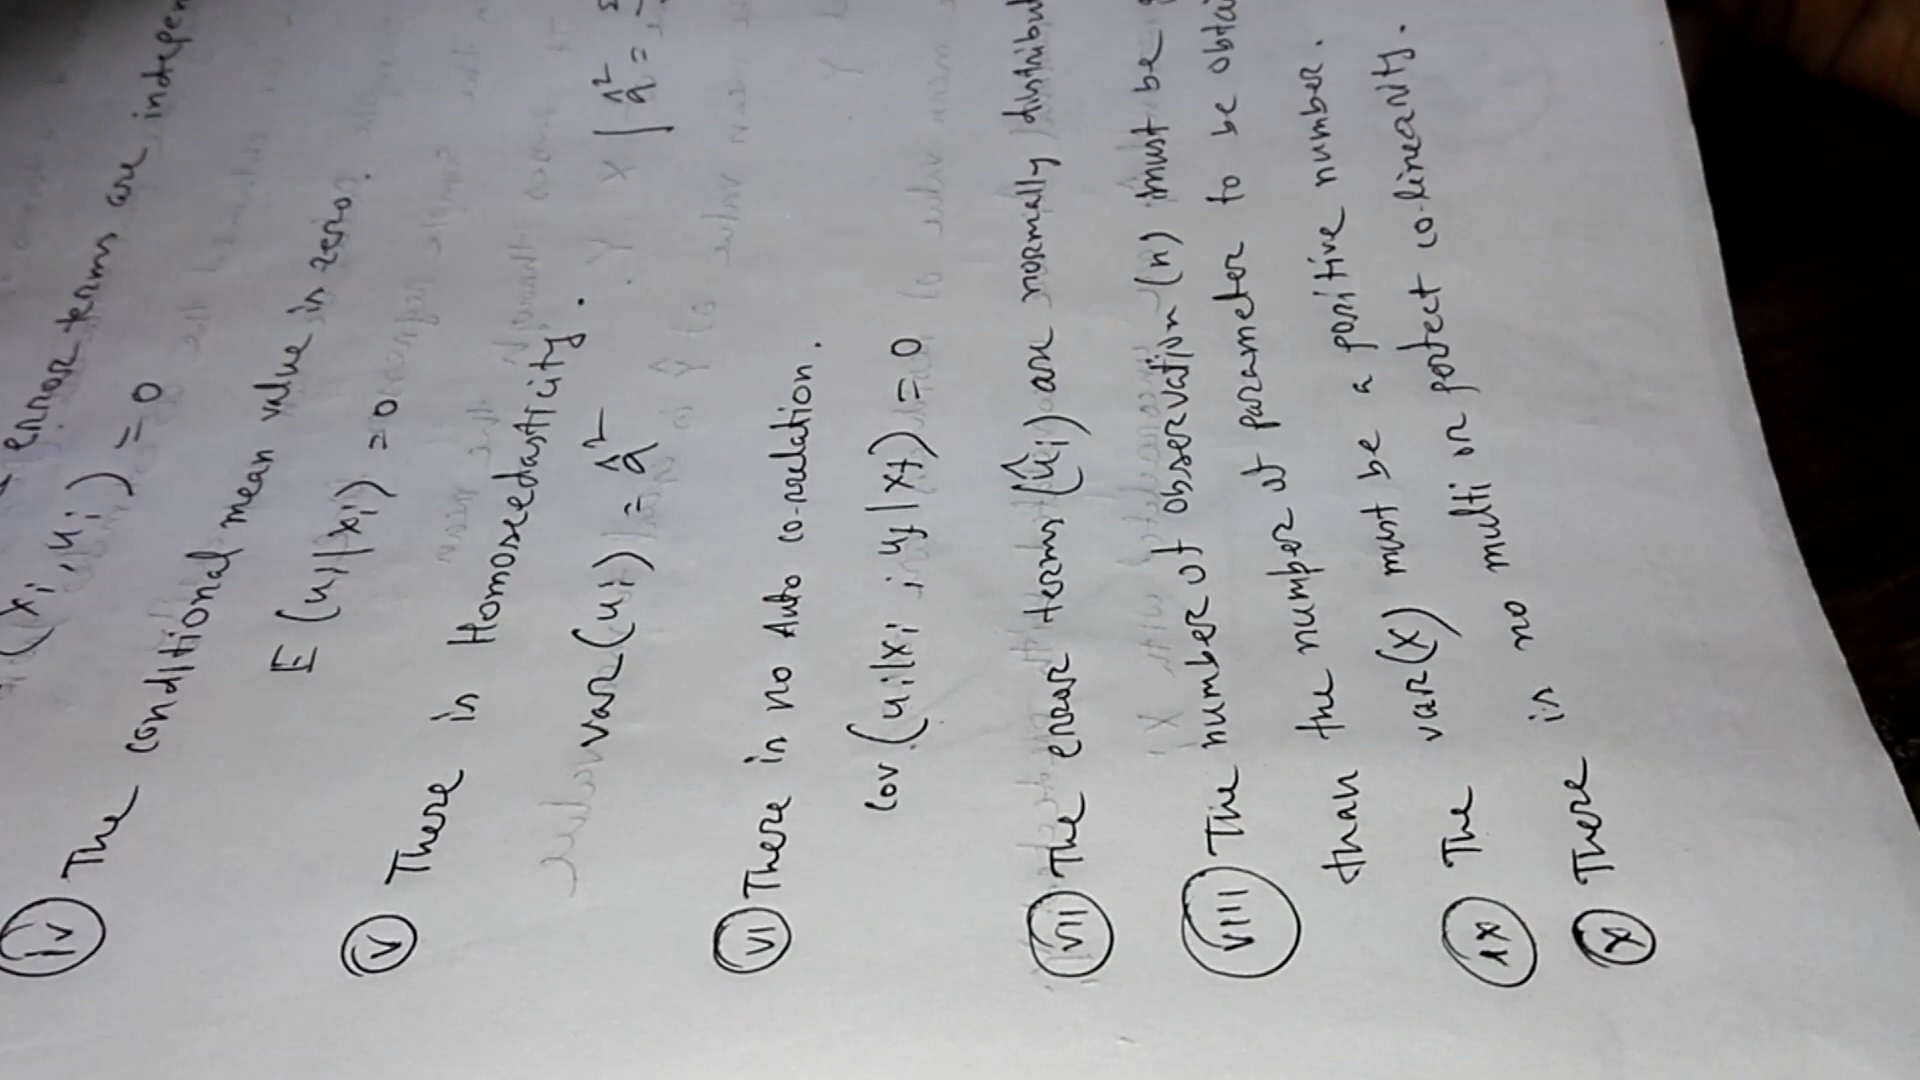 error terms are indepen
(xi, ui) = 0
(iv) The conditional mean value is zero.
E (ui | xi) = 0
(v) There is Homoscedasticity.
var (ui) = σ̂² | σ̂² =
(vi) There is no Auto co-relation.
Cov (ui|xi ; uj|xj) = 0
(vii) The error terms (ûi) are normally distribut
(viii) The number of observation (n) must be
than the number of parameter to be obtai
(ix) The var(x) must be a positive number.
(x) There is no multi or perfect co-linearity.